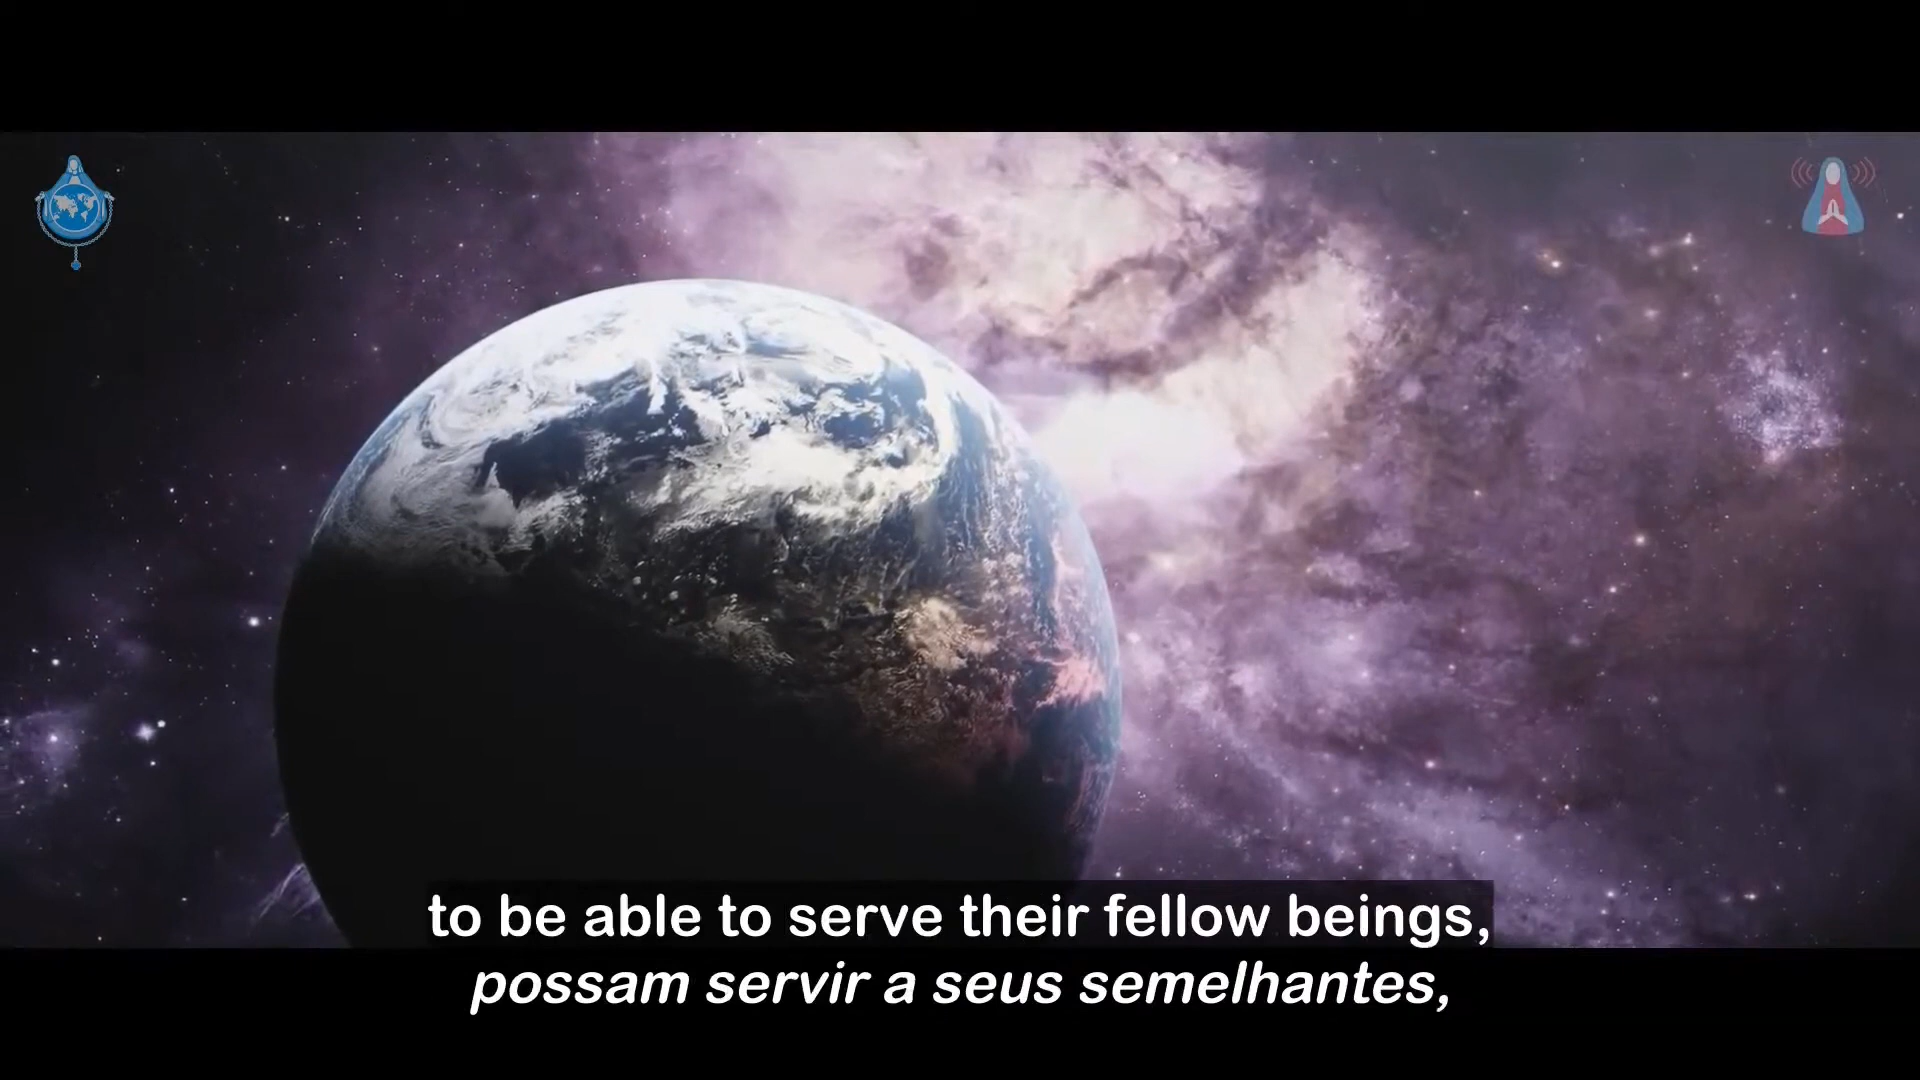 to be able to serve their fellow beings,
possam servir a seus semelhantes,